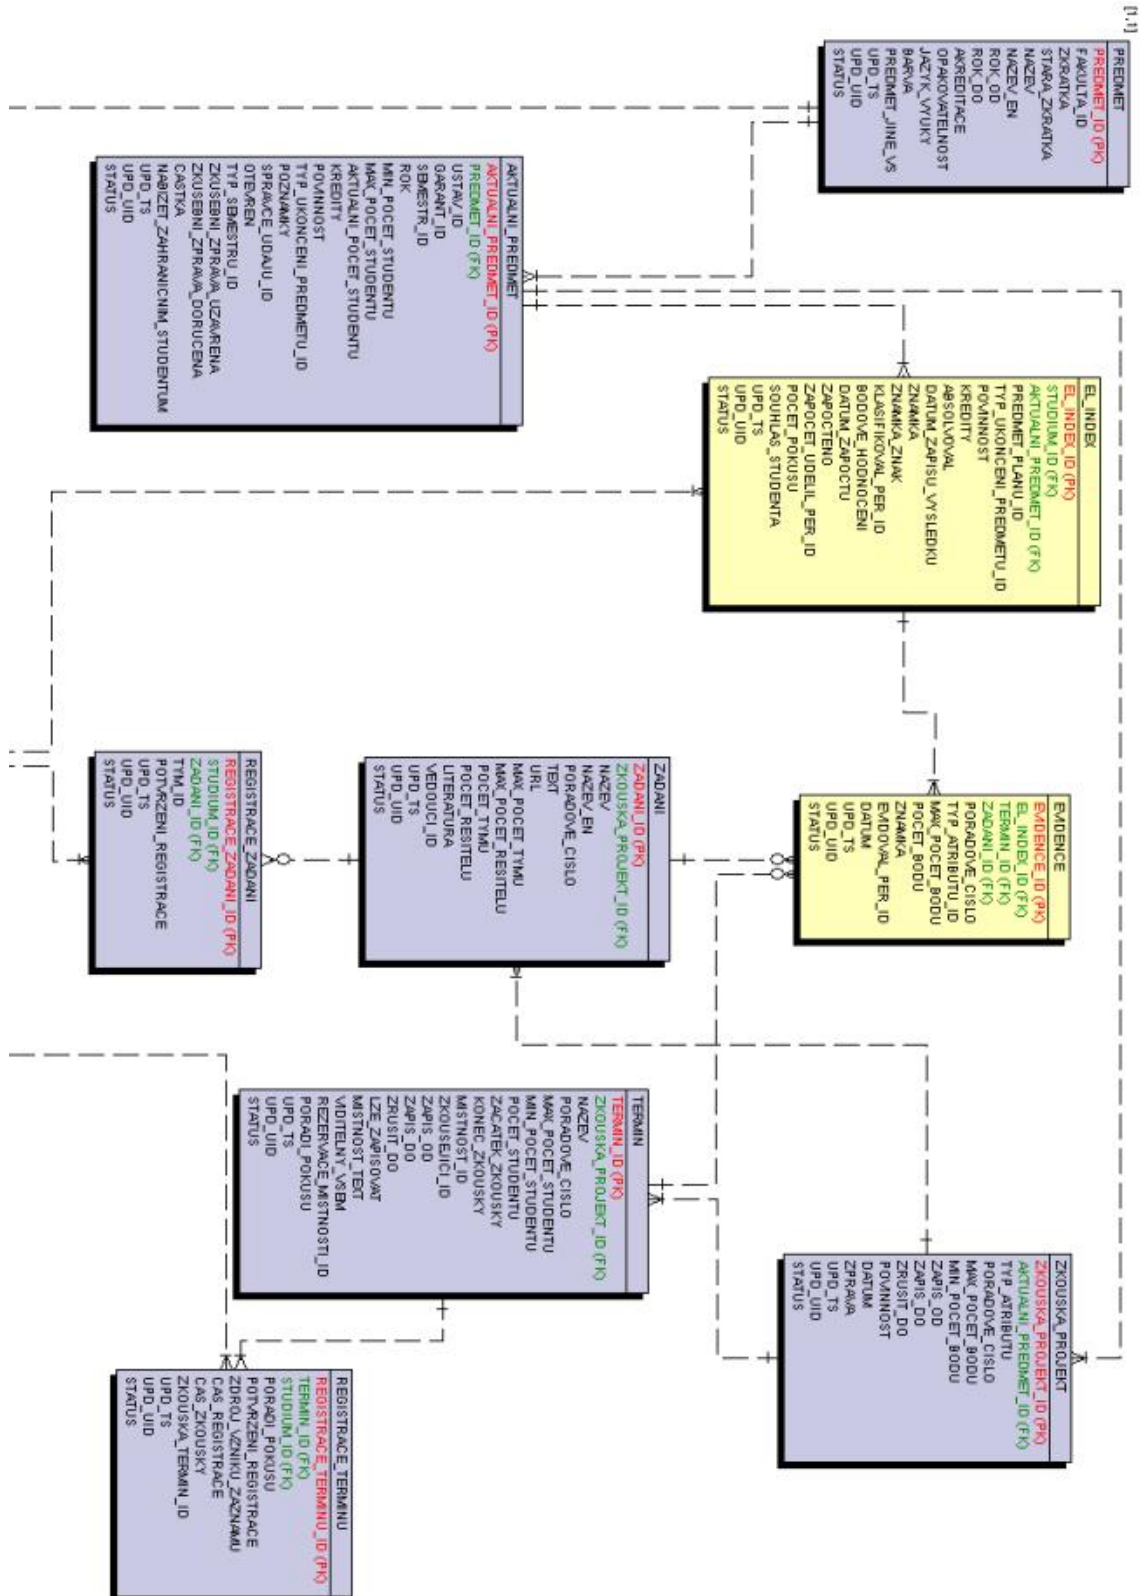 [1,1]
PREDMET
PREDMET_ID (PK)
FAKULTA_ID
ZKRATKA
STARA_ZKRATKA
NAZEV
NAZEV_EN
ROK_OD
ROK_DO
AKREDITACE
OPAKOVATELNOST
JAZYK_VYUKY
BARVA
PREDMET_JINE_VS
UPD_TS
UPD_UID
STATUS
AKTUALNI_PREDMET
AKTUALNI_PREDMET_ID (PK)
PREDMET_ID (FK)
USTAV_ID
GARANT_ID
SEMESTR_ID
ROK
MIN_POCET_STUDENTU
MAX_POCET_STUDENTU
AKTUALNI_POCET_STUDENTU
KREDITY
POVINNOST
TYP_UKONCENI_PREDMETU_ID
POZNAMKY
SPRAVCE_UDAJU_ID
OTEVREN
TYP_SEMESTRU_ID
ZKUSEBNI_ZPRAVA_UZAVRENA
ZKUSEBNI_ZPRAVA_DORUCENA
CASTKA
NABIZET_ZAHRANICNIM_STUDENTUM
UPD_TS
UPD_UID
STATUS
EL_INDEX
EL_INDEX_ID (PK)
STUDIUM_ID (FK)
AKTUALNI_PREDMET_ID (FK)
PREDMET_PLANU_ID
TYP_UKONCENI_PREDMETU_ID
POVINNOST
KREDITY
ABSOLVOVAL
DATUM_ZAPISU_VYSLEDKU
ZNAMKA
ZNAMKA_ZNAK
KLASIFIKOVAL_PER_ID
BODOVE_HODNOCENI
DATUM_ZAPOCTU
ZAPOCTENO
ZAPOCET_UDELIL_PER_ID
POCET_POKUSU
SOUHLAS_STUDENTA
UPD_TS
UPD_UID
STATUS
EVIDENCE
EVIDENCE_ID (PK)
EL_INDEX_ID (FK)
TERMIN_ID (FK)
ZADANI_ID (FK)
PORADOVE_CISLO
TYP_ATRIBUTU_ID
MAX_POCET_BODU
POCET_BODU
ZNAMKA
EVIDOVAL_PER_ID
DATUM
UPD_TS
UPD_UID
STATUS
ZADANI
ZADANI_ID (PK)
ZKOUSKA_PROJEKT_ID (FK)
NAZEV
NAZEV_EN
PORADOVE_CISLO
TEXT
URL
MAX_POCET_TYMU
MAX_POCET_RESITELU
POCET_TYMU
POCET_RESITELU
LITERATURA
VEDOUCI_ID
UPD_TS
UPD_UID
STATUS
REGISTRACE_ZADANI
REGISTRACE_ZADANI_ID (PK)
STUDIUM_ID (FK)
ZADANI_ID (FK)
TYM_ID
POTVRZENI_REGISTRACE
UPD_TS
UPD_UID
STATUS
TERMIN
TERMIN_ID (PK)
ZKOUSKA_PROJEKT_ID (FK)
NAZEV
PORADOVE_CISLO
MAX_POCET_STUDENTU
MIN_POCET_STUDENTU
POCET_STUDENTU
ZACATEK_ZKOUSKY
KONEC_ZKOUSKY
MISTNOST_ID
ZKOUSEJICI_ID
ZAPIS_OD
ZAPIS_DO
ZRUSIT_DO
LZE_ZAPISOVAT
MISTNOST_TEXT
VIDITELNY_VSEM
REZERVACE_MISTNOSTI_ID
PORADI_POKUSU
UPD_TS
UPD_UID
STATUS
ZKOUSKA_PROJEKT
ZKOUSKA_PROJEKT_ID (PK)
AKTUALNI_PREDMET_ID (FK)
TYP_ATRIBUTU
PORADOVE_CISLO
MAX_POCET_BODU
MIN_POCET_BODU
ZAPIS_OD
ZAPIS_DO
ZRUSIT_DO
POVINNOST
DATUM
ZPRAVA
UPD_TS
UPD_UID
STATUS
REGISTRACE_TERMINU
REGISTRACE_TERMINU_ID (PK)
TERMIN_ID (FK)
STUDIUM_ID (FK)
PORADI_POKUSU
POTVRZENI_REGISTRACE
ZDROJ_VZNIKU_ZAZNAMU
CAS_REGISTRACE
CAS_ZKOUSKY
ZKOUSKA_TERMIN_ID
UPD_TS
UPD_UID
STATUS